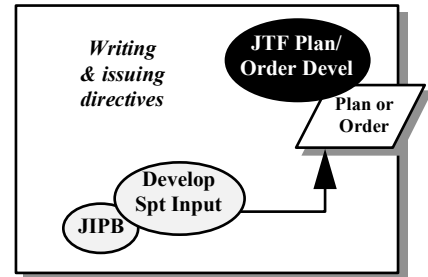 Writing
& issuing
directives
JTF Plan/
Order Devel
Plan or
Order
Develop
Spt Input
JIPB